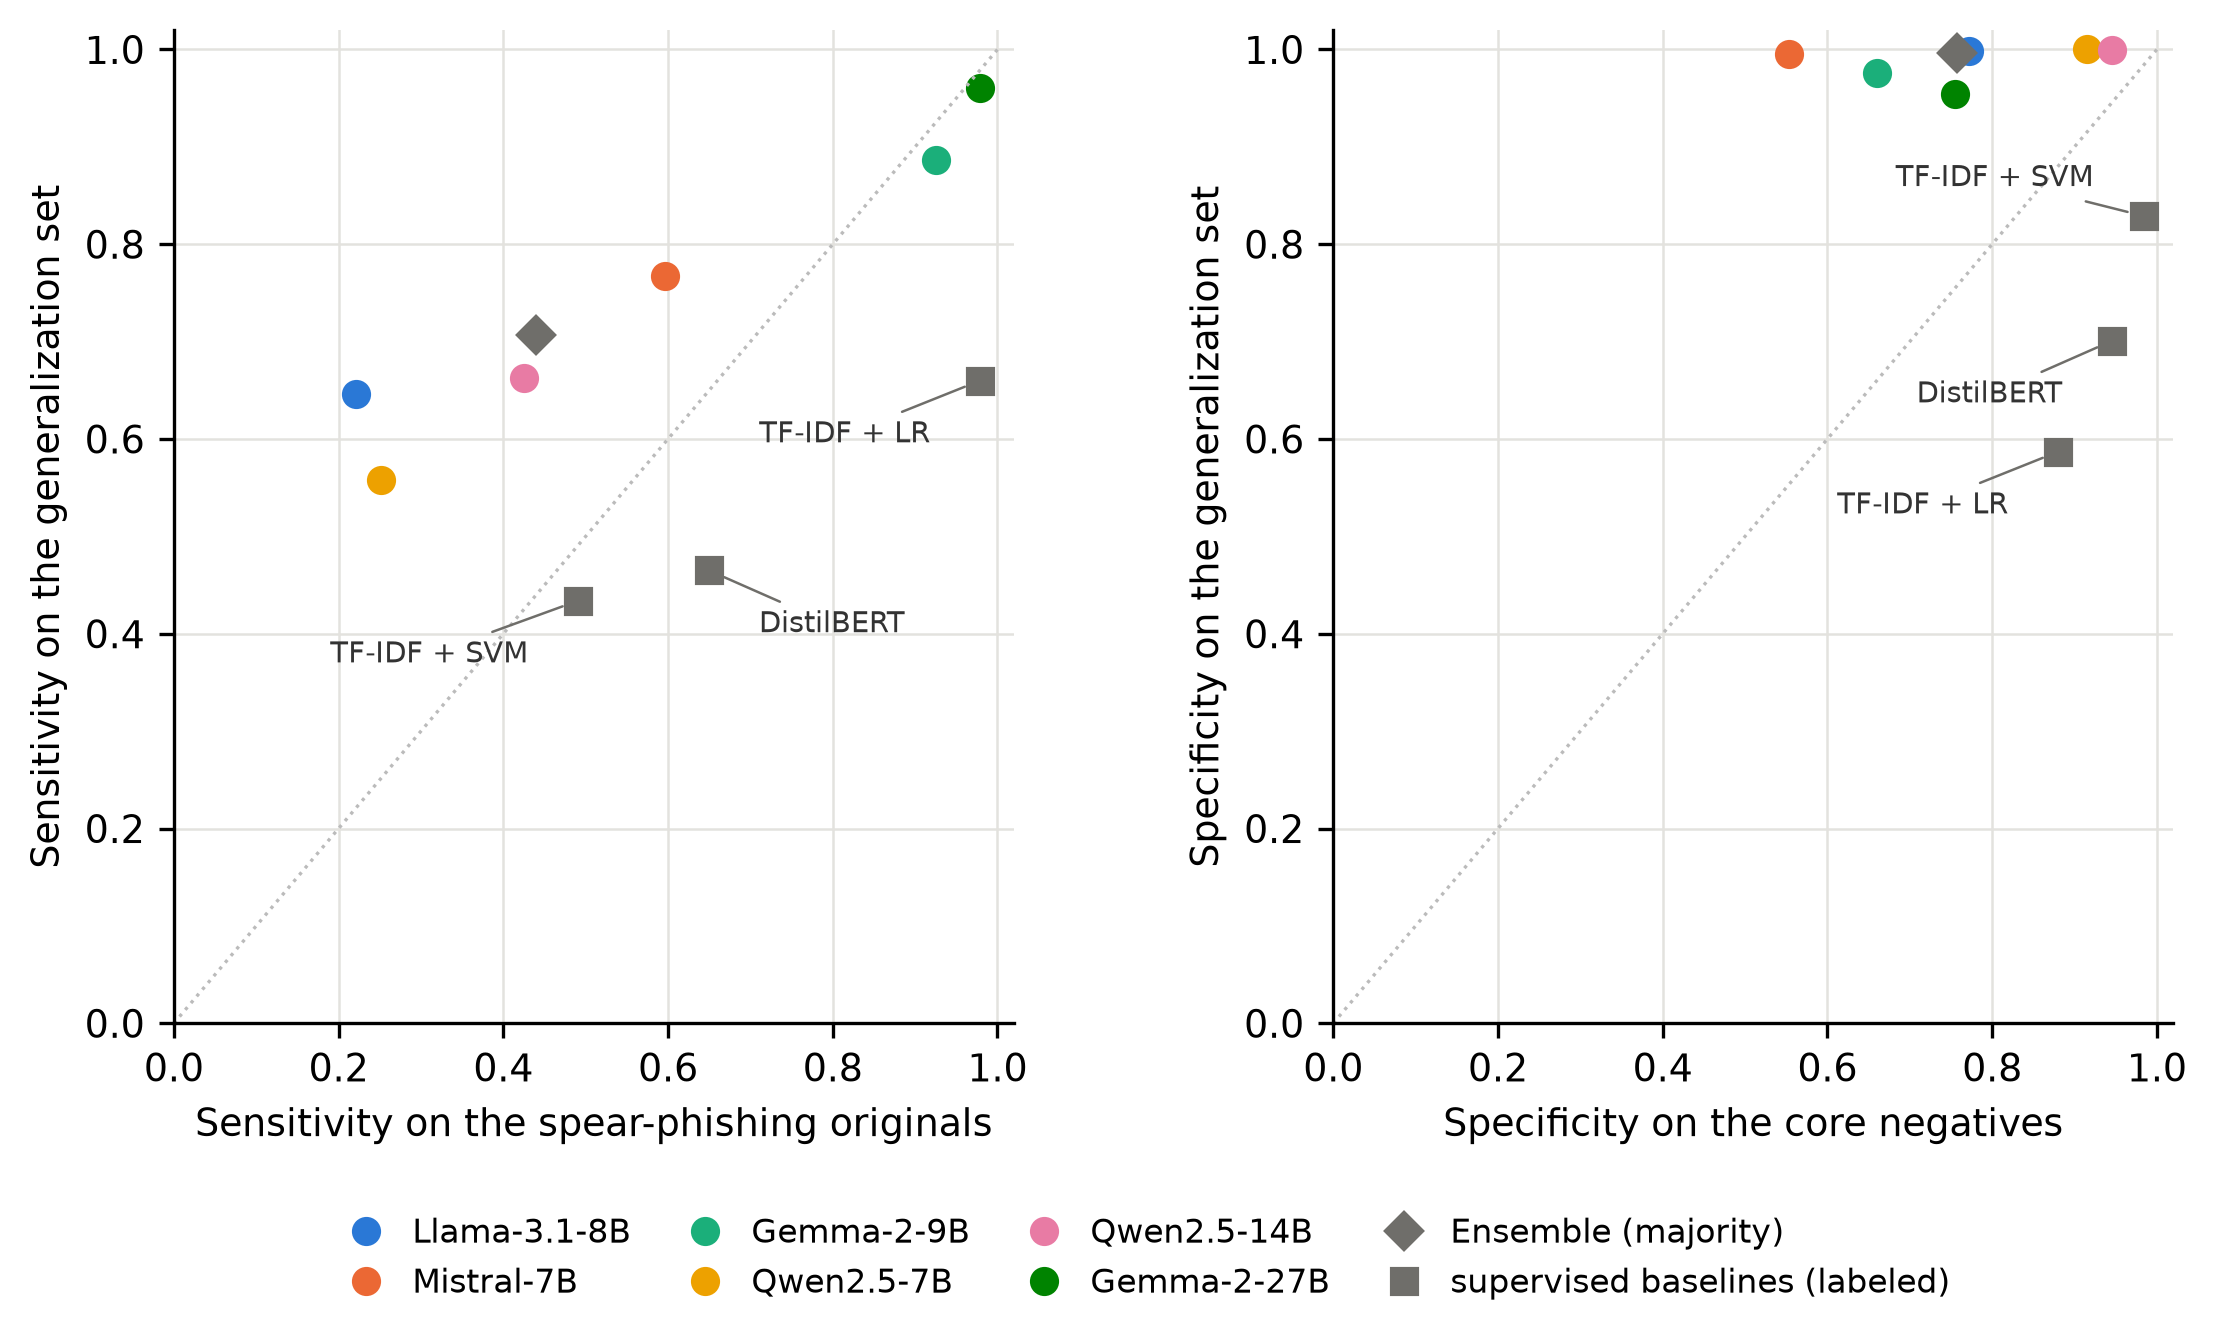 Sensitivity on the generalization set
1.0
0.8
0.6
0.4
0.2
0.0
TF-IDF + LR
DistilBERT
TF-IDF + SVM
0.0 0.2 0.4 0.6 0.8 1.0
Sensitivity on the spear-phishing originals
Specificity on the generalization set
1.0
0.8
0.6
0.4
0.2
0.0
TF-IDF + SVM
DistilBERT
TF-IDF + LR
0.0 0.2 0.4 0.6 0.8 1.0
Specificity on the core negatives
Llama-3.1-8B Gemma-2-9B Qwen2.5-14B Ensemble (majority)
Mistral-7B Qwen2.5-7B Gemma-2-27B supervised baselines (labeled)